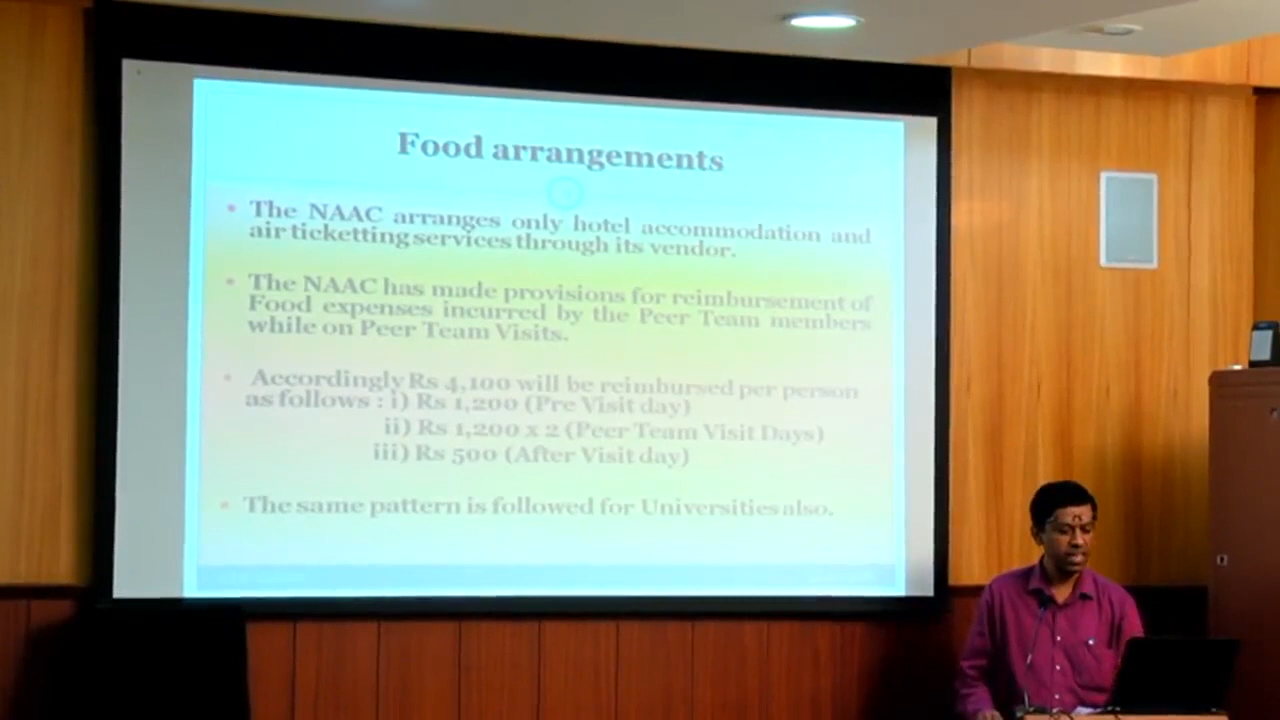 Food arrangements
• The NAAC arranges only hotel accommodation and
air ticketting services through its vendor.
• The NAAC has made provisions for reimbursement of
Food expenses incurred by the Peer Team members
while on Peer Team Visits.
• Accordingly Rs 4,100 will be reimbursed per person
as follows : i) Rs 1,200 (Pre Visit day)
ii) Rs 1,200 x 2 (Peer Team Visit Days)
iii) Rs 500 (After Visit day)
• The same pattern is followed for Universities also.